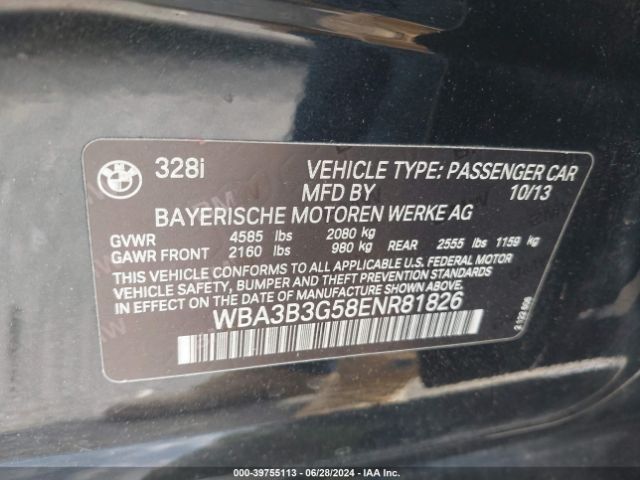 BMW
328i
VEHICLE TYPE: PASSENGER CAR
MFD BY 10/13
BAYERISCHE MOTOREN WERKE AG
GVWR 4585 lbs 2080 kg
GAWR FRONT 2160 lbs 980 kg REAR 2555 lbs 1159 kg
THIS VEHICLE CONFORMS TO ALL APPLICABLE U.S. FEDERAL MOTOR
VEHICLE SAFETY, BUMPER AND THEFT PREVENTION STANDARDS
IN EFFECT ON THE DATE OF MANUFACTURE SHOWN ABOVE.
WBA3B3G58ENR81826
000-39755113 - 06/28/2024 - IAA Inc.